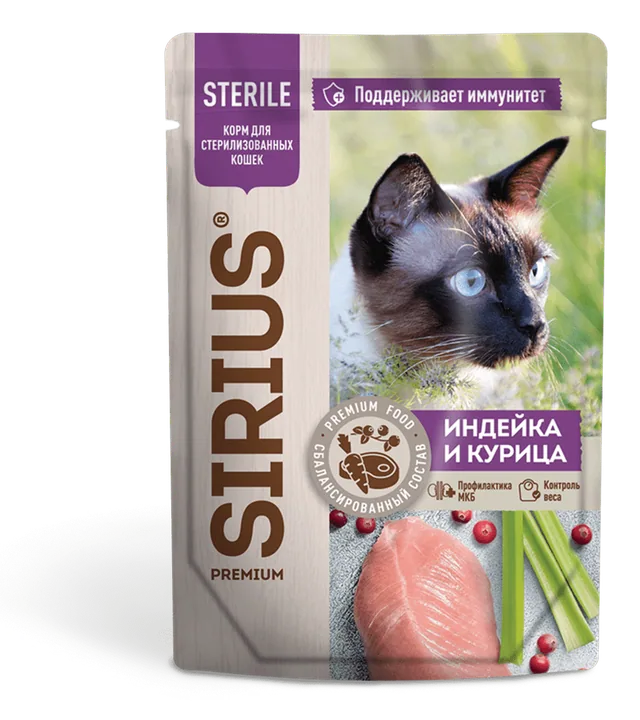 STERILE
КОРМ ДЛЯ
СТЕРИЛИЗОВАННЫХ
КОШЕК
Поддерживает иммунитет
SIRIUS®
PREMIUM
PREMIUM FOOD
СБАЛАНСИРОВАННЫЙ СОСТАВ
ИНДЕЙКА
И КУРИЦА
Профилактика
МКБ
Контроль
веса